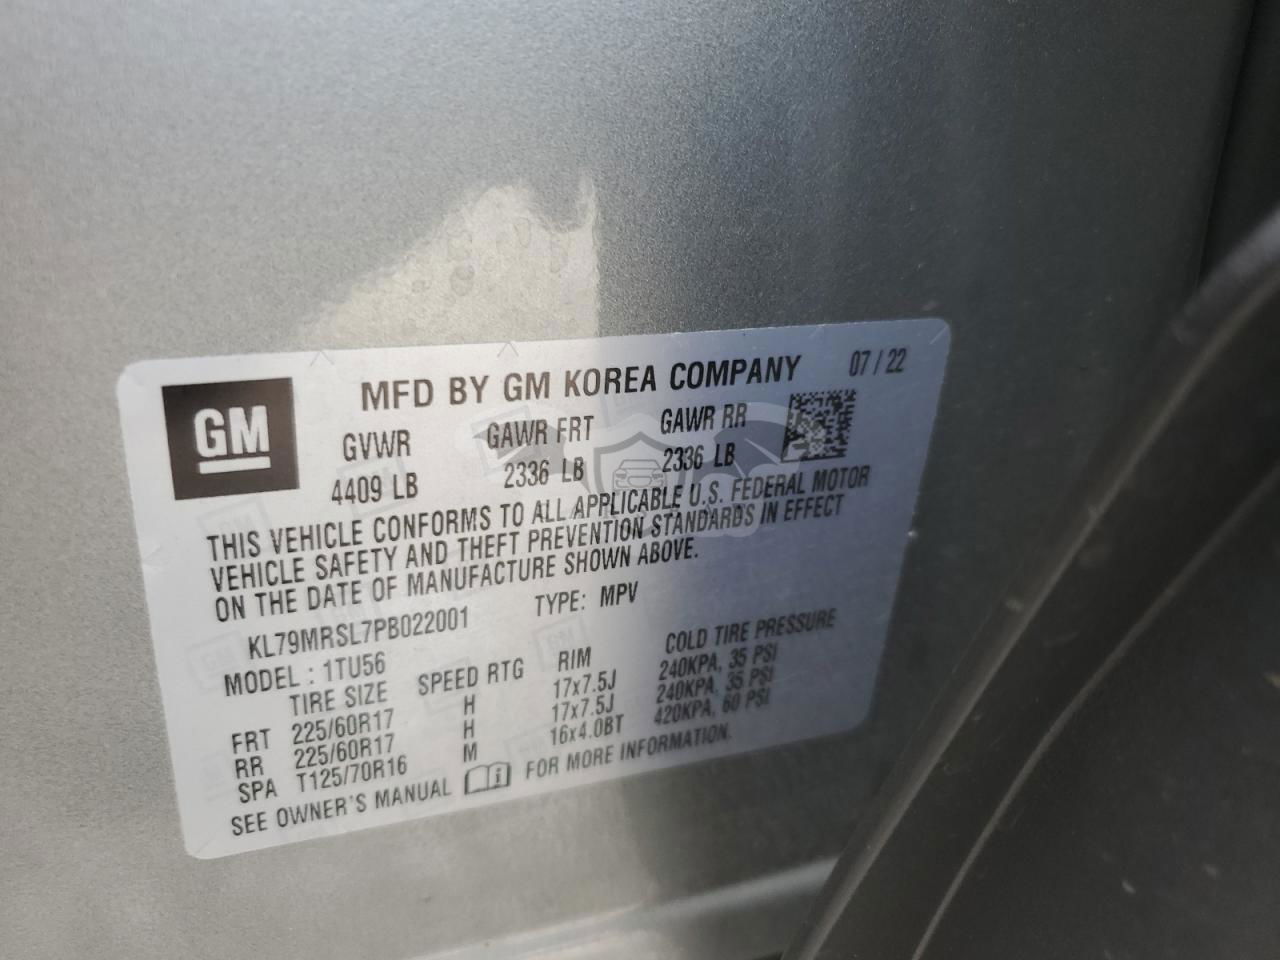 GM
MFD BY GM KOREA COMPANY 07 / 22
GVWR GAWR FRT GAWR RR
4409 LB 2336 LB 2336 LB
THIS VEHICLE CONFORMS TO ALL APPLICABLE U.S. FEDERAL MOTOR
VEHICLE SAFETY AND THEFT PREVENTION STANDARDS IN EFFECT
ON THE DATE OF MANUFACTURE SHOWN ABOVE.
KL79MRSL7PB022001 TYPE: MPV
MODEL : 1TU56
TIRE SIZE SPEED RTG RIM COLD TIRE PRESSURE
FRT 225/60R17 H 17x7.5J 240KPA, 35 PSI
RR 225/60R17 H 17x7.5J 240KPA, 35 PSI
SPA T125/70R16 M 16x4.0BT 420KPA, 60 PSI
SEE OWNER'S MANUAL FOR MORE INFORMATION.